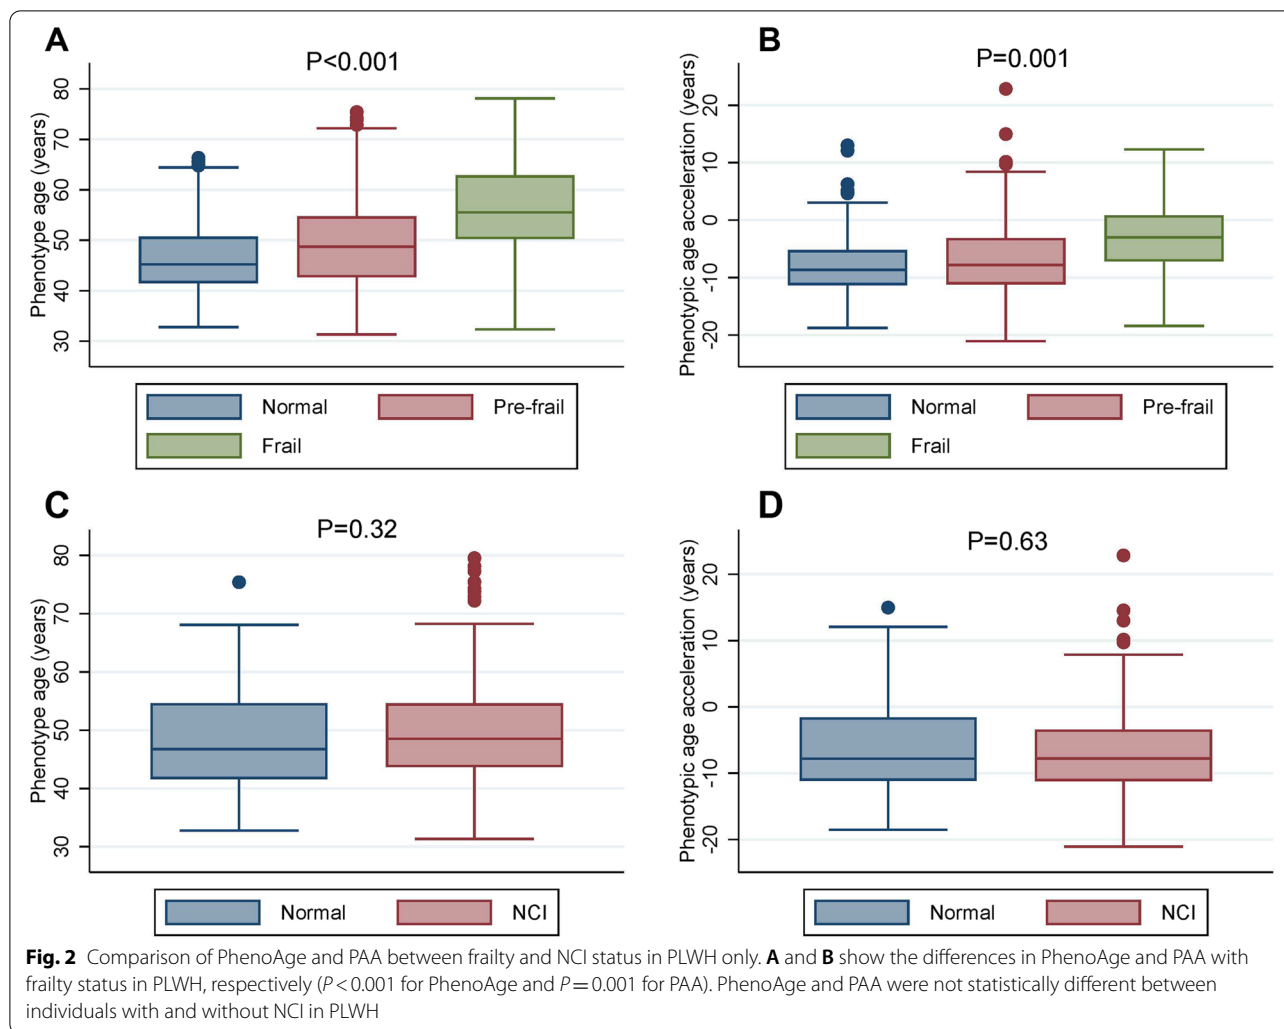 A
P<0.001
Phenotype age (years)
80
70
60
50
40
30
Normal
Pre-frail
Frail
B
P=0.001
Phenotypic age acceleration (years)
20
10
0
-10
-20
Normal
Pre-frail
Frail
C
P=0.32
Phenotype age (years)
80
70
60
50
40
30
Normal
NCI
D
P=0.63
Phenotypic age acceleration (years)
20
10
0
-10
-20
Normal
NCI
Fig. 2 Comparison of PhenoAge and PAA between frailty and NCI status in PLWH only. A and B show the differences in PhenoAge and PAA with
frailty status in PLWH, respectively (P < 0.001 for PhenoAge and P = 0.001 for PAA). PhenoAge and PAA were not statistically different between
individuals with and without NCI in PLWH